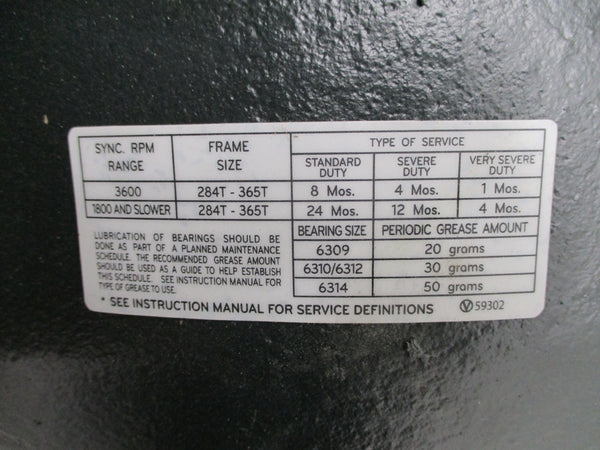 SYNC. RPM RANGE FRAME SIZE TYPE OF SERVICE
STANDARD DUTY SEVERE DUTY VERY SEVERE DUTY
3600 284T - 365T 8 Mos. 4 Mos. 1 Mos.
1800 AND SLOWER 284T - 365T 24 Mos. 12 Mos. 4 Mos.
LUBRICATION OF BEARINGS SHOULD BE
DONE AS PART OF A PLANNED MAINTENANCE
SCHEDULE. THE RECOMMENDED GREASE AMOUNT
SHOULD BE USED AS A GUIDE TO HELP ESTABLISH
THIS SCHEDULE. SEE INSTRUCTION MANUAL FOR
TYPE OF GREASE TO USE.
BEARING SIZE PERIODIC GREASE AMOUNT
6309 20 grams
6310/6312 30 grams
6314 50 grams
* SEE INSTRUCTION MANUAL FOR SERVICE DEFINITIONS Ⓥ 59302